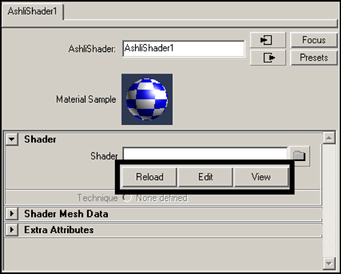 AshliShader1
AshliShader: AshliShader1 Focus
Presets
Material Sample
Shader
Shader
Reload Edit View
Technique None defined
Shader Mesh Data
Extra Attributes